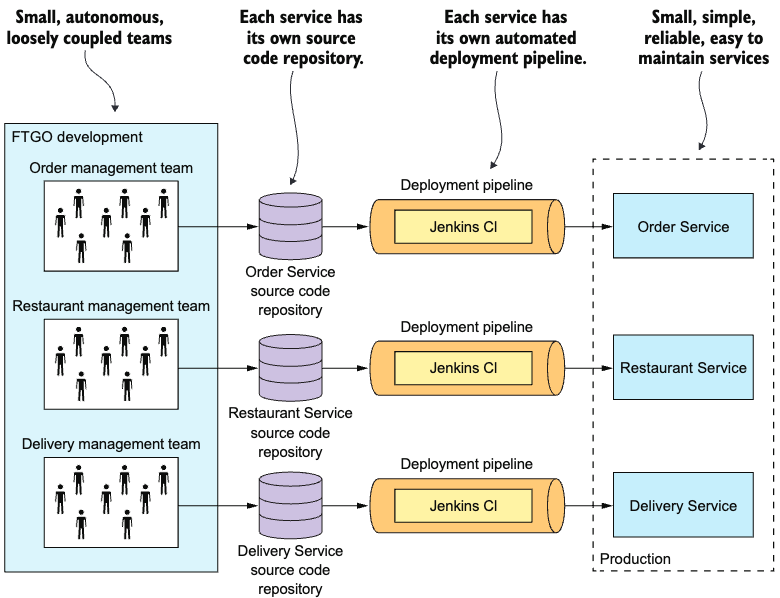 Small, autonomous,
loosely coupled teams
Each service has
its own source
code repository.
Each service has
its own automated
deployment pipeline.
Small, simple,
reliable, easy to
maintain services
FTGO development
Order management team
Order Service
source code
repository
Deployment pipeline
Jenkins CI
Order Service
Restaurant management team
Restaurant Service
source code
repository
Deployment pipeline
Jenkins CI
Restaurant Service
Delivery management team
Delivery Service
source code
repository
Deployment pipeline
Jenkins CI
Delivery Service
Production